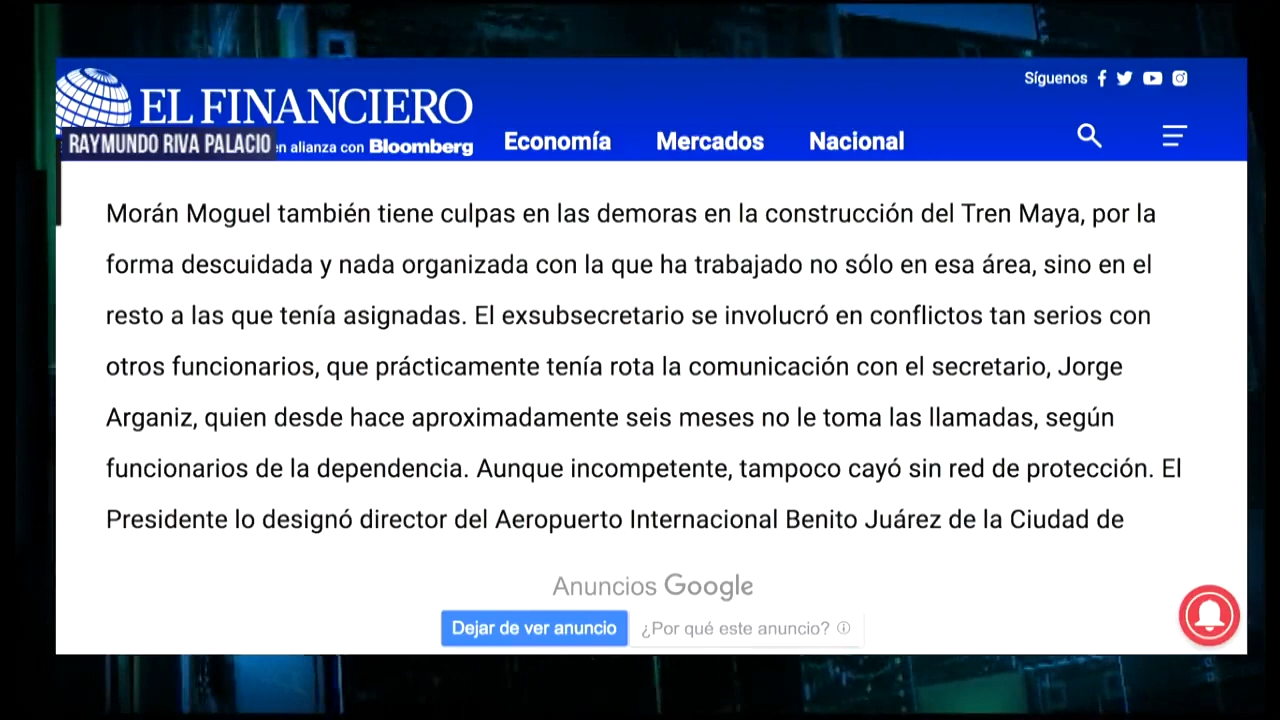 Síguenos
EL FINANCIERO
RAYMUNDO RIVA PALACIO
n alianza con Bloomberg
Economía Mercados Nacional
Morán Moguel también tiene culpas en las demoras en la construcción del Tren Maya, por la
forma descuidada y nada organizada con la que ha trabajado no sólo en esa área, sino en el
resto a las que tenía asignadas. El exsubsecretario se involucró en conflictos tan serios con
otros funcionarios, que prácticamente tenía rota la comunicación con el secretario, Jorge
Arganiz, quien desde hace aproximadamente seis meses no le toma las llamadas, según
funcionarios de la dependencia. Aunque incompetente, tampoco cayó sin red de protección. El
Presidente lo designó director del Aeropuerto Internacional Benito Juárez de la Ciudad de
Anuncios Google
Dejar de ver anuncio ¿Por qué este anuncio?